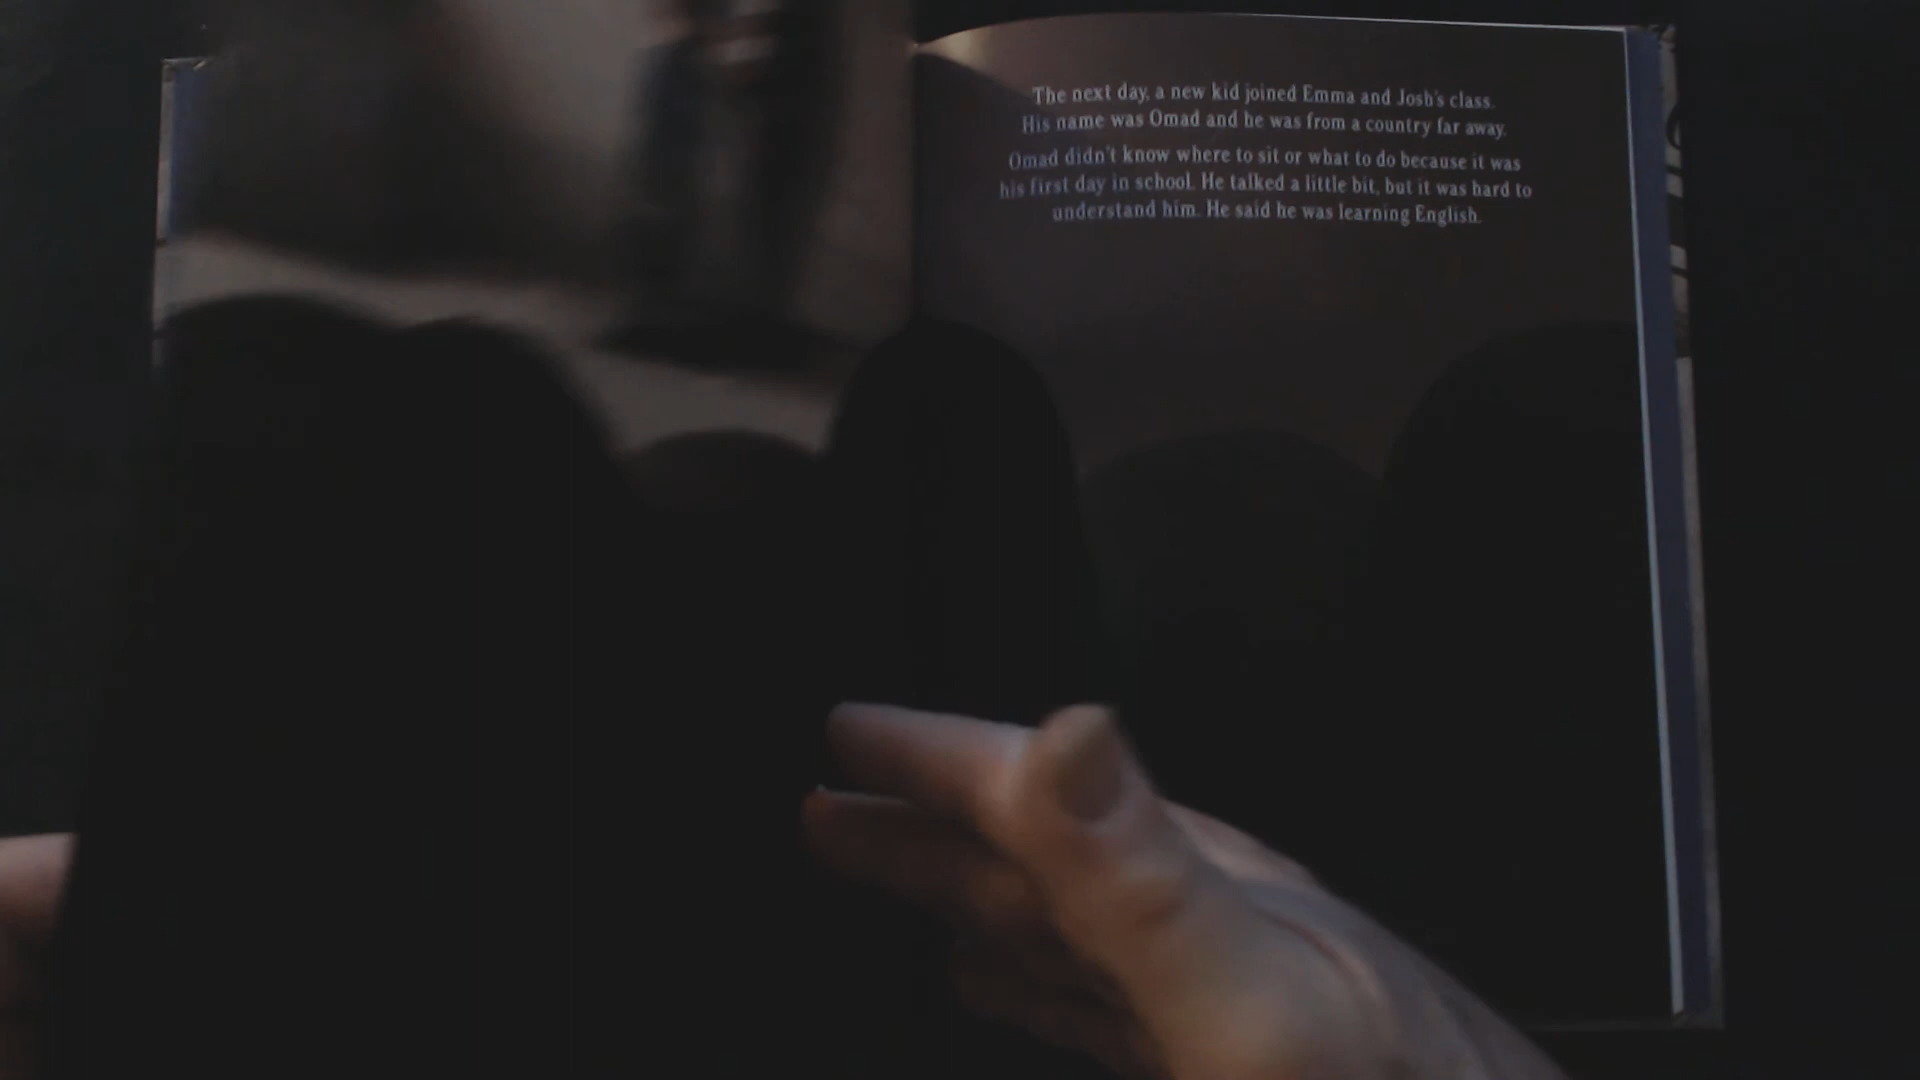 The next day, a new kid joined Emma and Josh's class.
His name was Omad and he was from a country far away.
Omad didn't know where to sit or what to do because it was
his first day in school. He talked a little bit, but it was hard to
understand him. He said he was learning English.